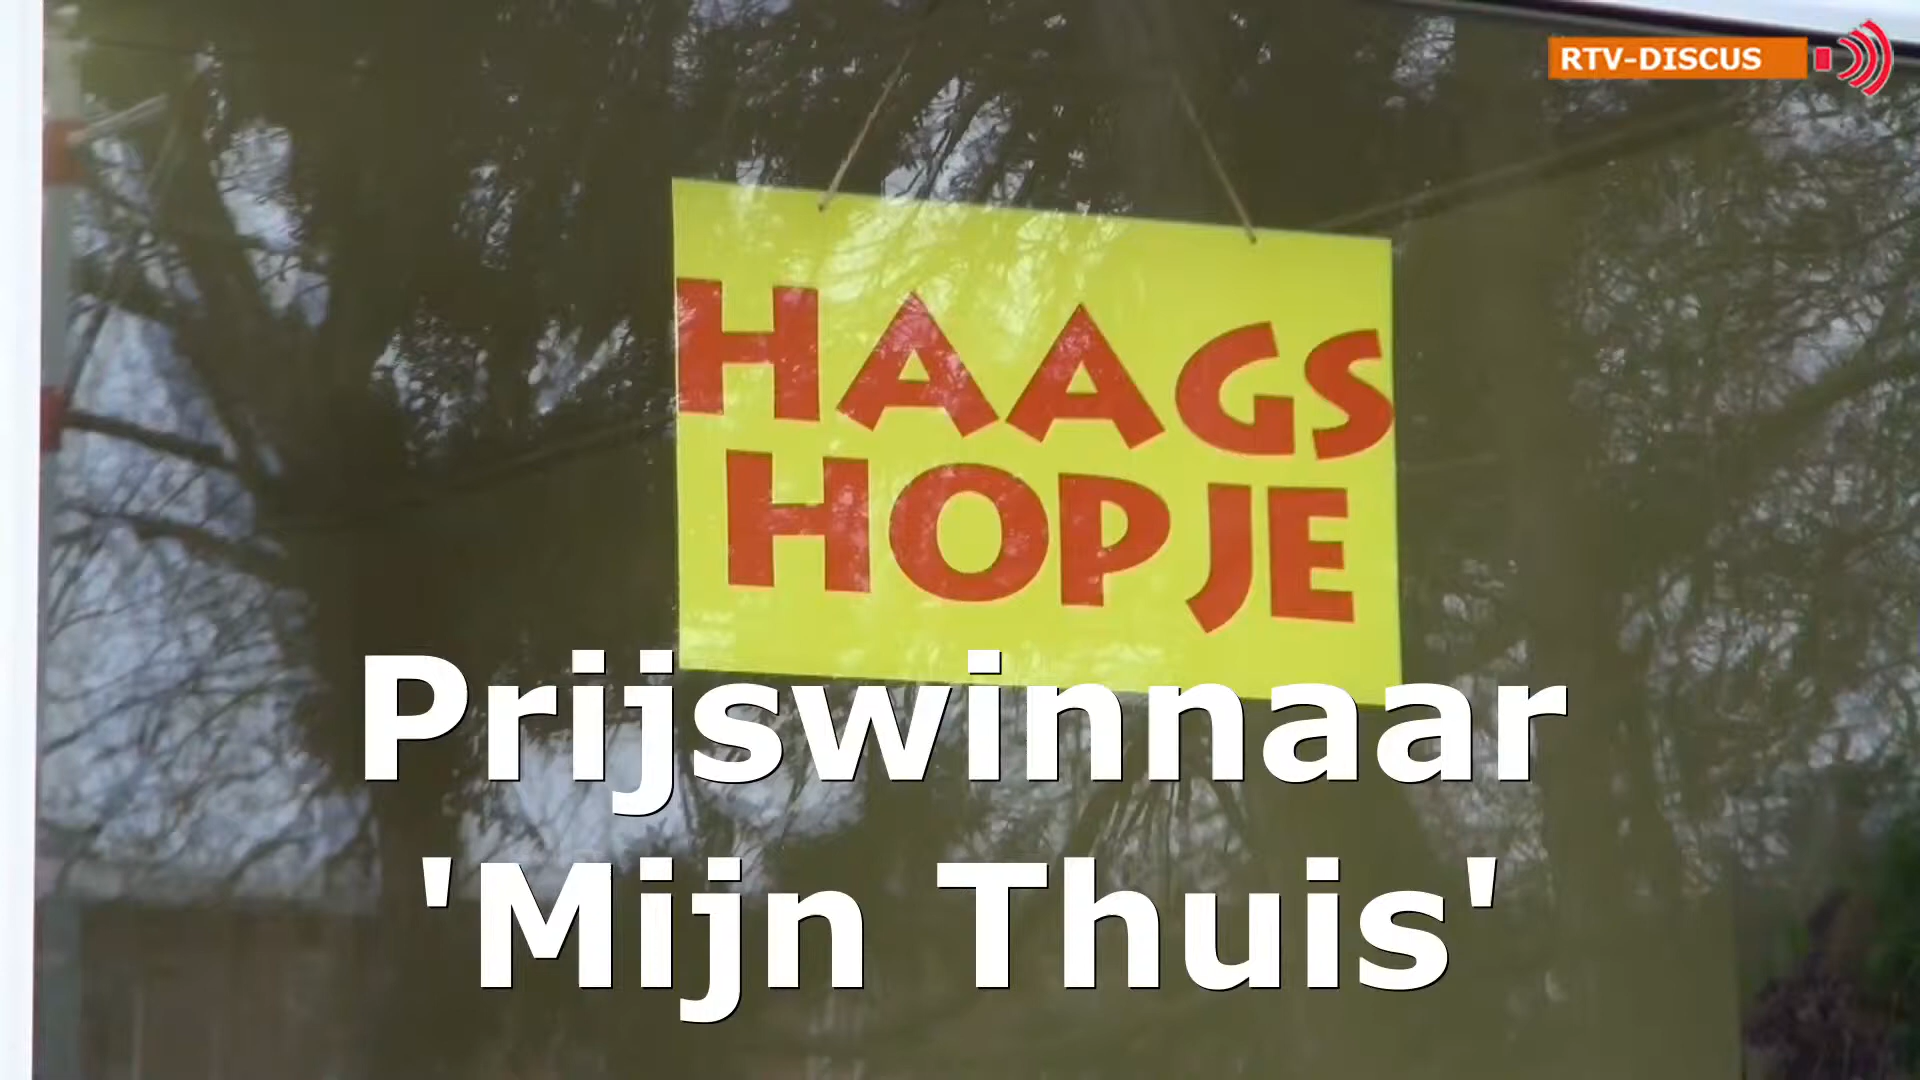 RTV-DISCUS
HAAGS
HOPJE
Prijswinnaar
'Mijn Thuis'